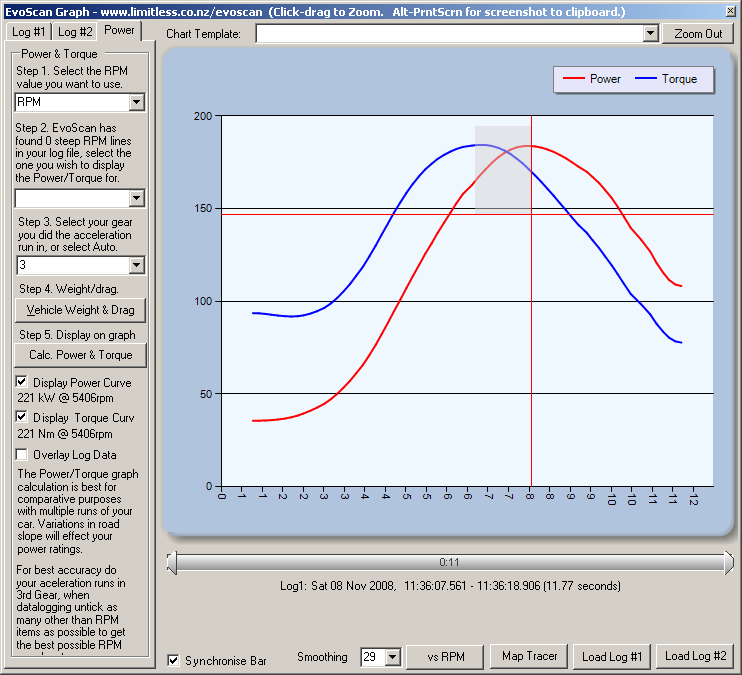 EvoScan Graph - www.limitless.co.nz/evoscan (Click-drag to Zoom. Alt-PrntScrn for screenshot to clipboard.)
Log #1 Log #2 Power
Chart Template:
Zoom Out
Power & Torque
Step 1. Select the RPM
value you want to use.
RPM
Step 2. EvoScan has
found 0 steep RPM lines
in your log file, select the
one you wish to display
the Power/Torque for.
Step 3. Select your gear
you did the acceleration
run in, or select Auto.
3
Step 4. Weight/drag.
Vehicle Weight & Drag
Step 5. Display on graph
Calc. Power & Torque
Display Power Curve
221 kW @ 5406rpm
Display Torque Curv
221 Nm @ 5406rpm
Overlay Log Data
The Power/Torque graph
calculation is best for
comparative purposes
with multiple runs of your
car. Variations in road
slope will effect your
power ratings.
For best accuracy do
your aceleration runs in
3rd Gear, when
datalogging untick as
many other than RPM
items as possible to get
the best possible RPM
Power Torque
200
150
100
50
0
0 1 1 2 2 3 3 4 4 5 5 6 6 7 7 8 8 9 9 10 10 11 11 12
0:11
Log1: Sat 08 Nov 2008, 11:36:07.561 - 11:36:18.906 (11.77 seconds)
Synchronise Bar
Smoothing
29
vs RPM
Map Tracer
Load Log #1
Load Log #2